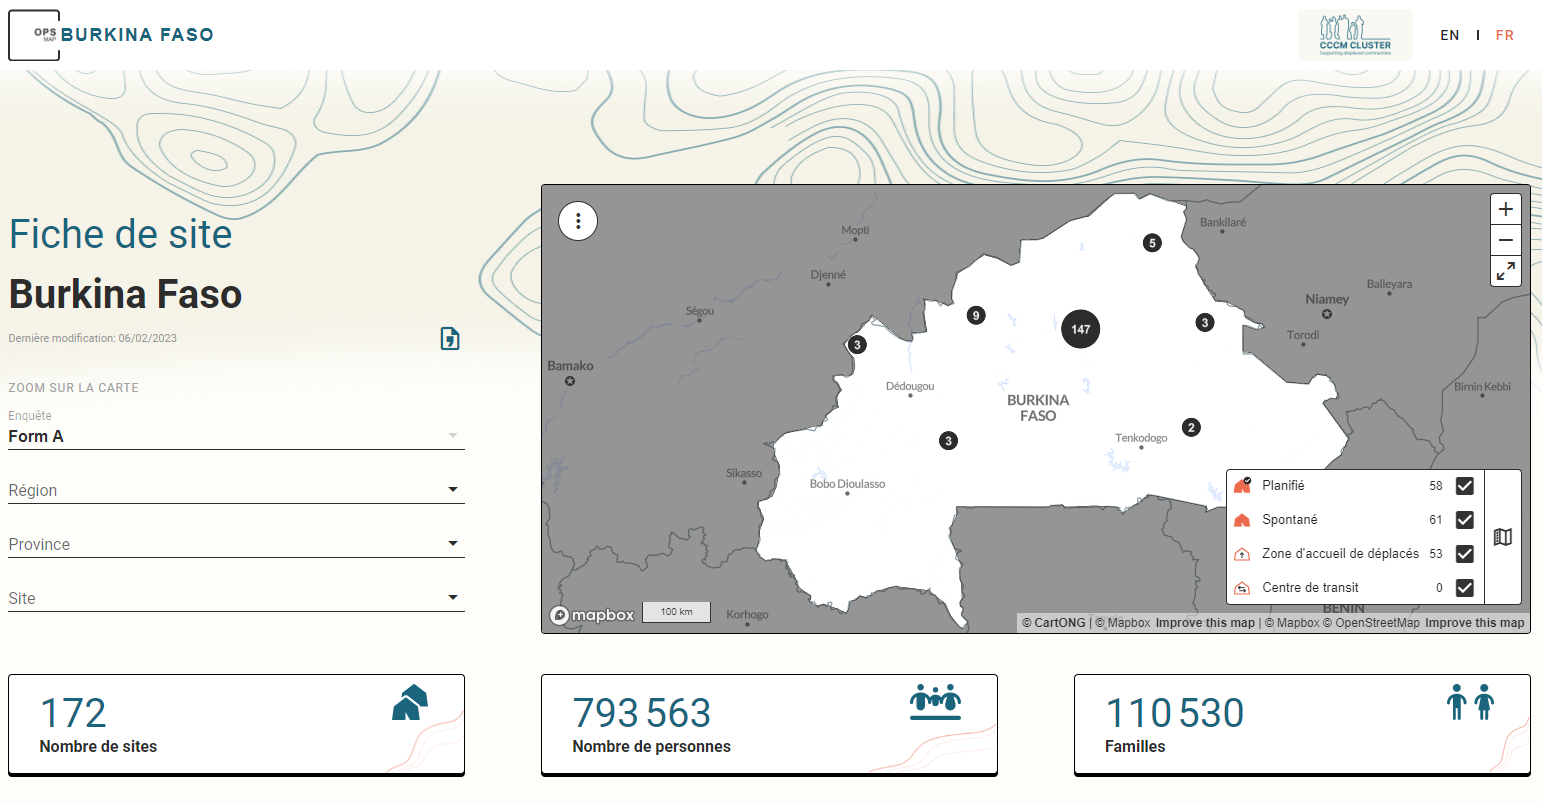 OPS
MAP
BURKINA FASO
CCCM CLUSTER
Supporting displaced communities
EN I FR
Fiche de site
Burkina Faso
Dernière modification: 06/02/2023
ZOOM SUR LA CARTE
Enquête
Form A
Région
Province
Site
Mopti
Bankilaré
5
Djenné
Balleyara
Niamey
Ségou
9
147
3
Torodi
3
Bamako
Dédougou
Birnin Kebbi
BURKINA
FASO
2
Tenkodogo
3
Sikasso
Bobo Dioulasso
Planifié 58
Spontané 61
Zone d'accueil de déplacés 53
Centre de transit 0
BENIN
Korhogo
mapbox
100 km
© CartONG | © Mapbox Improve this map | © Mapbox © OpenStreetMap Improve this map
172
Nombre de sites
793 563
Nombre de personnes
110 530
Familles